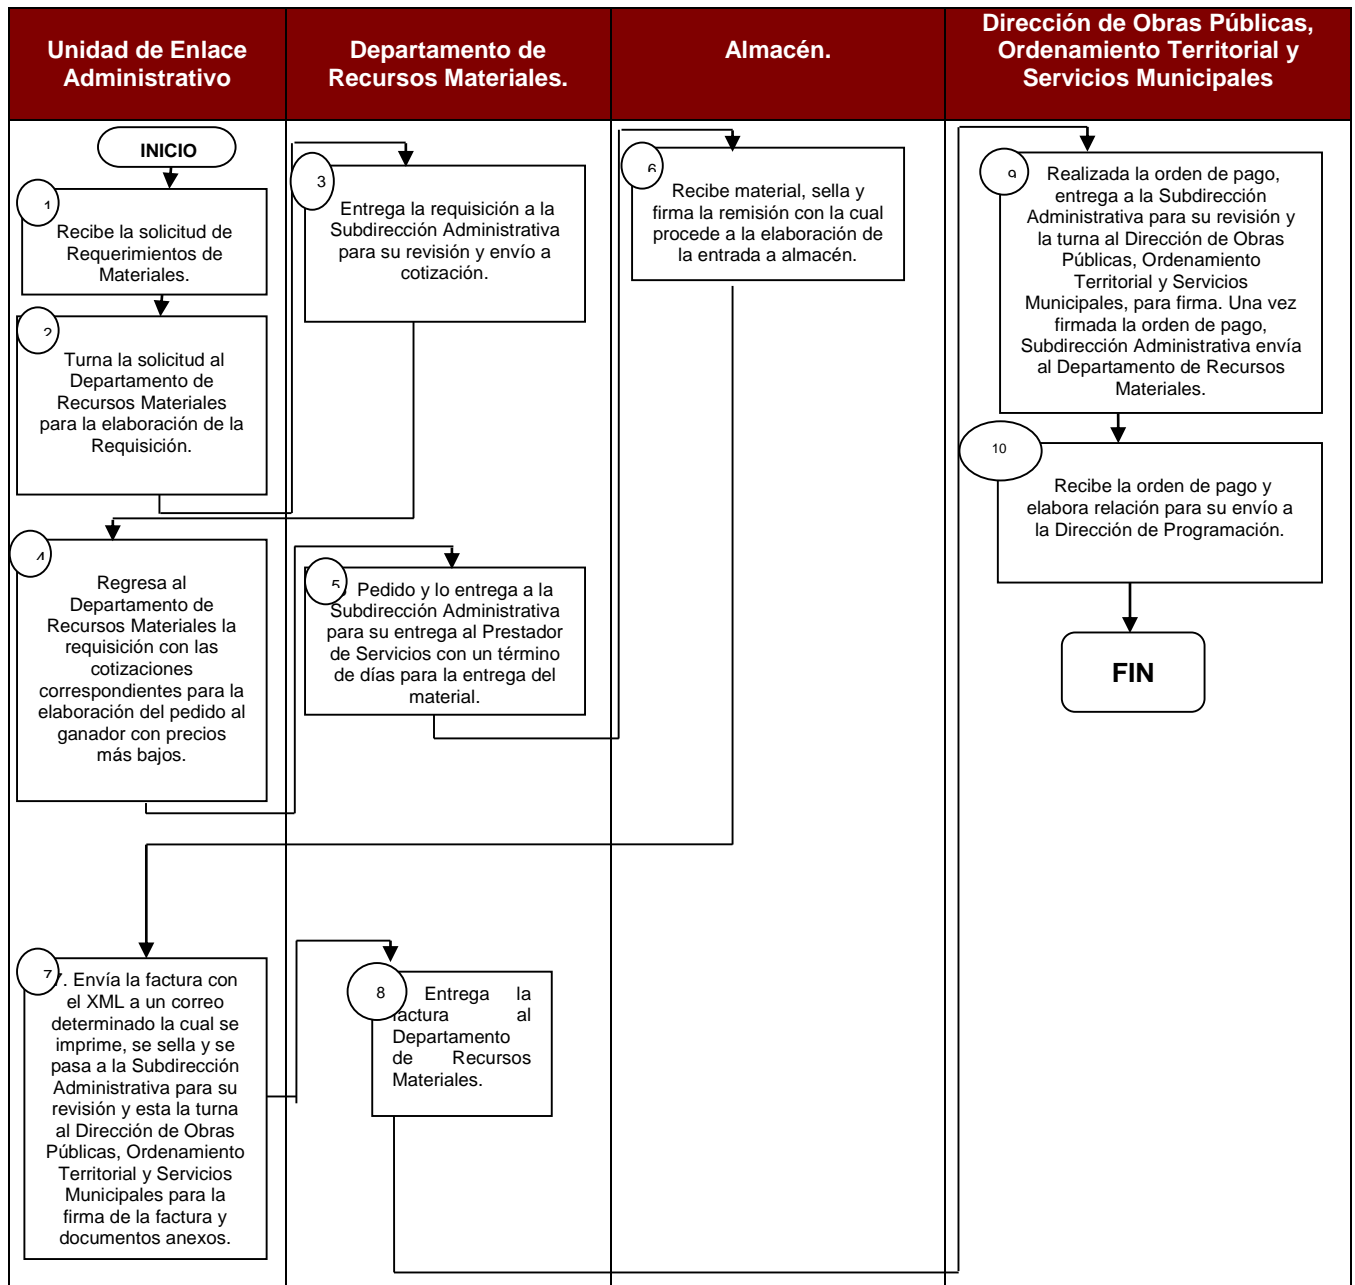 Unidad de Enlace
Administrativo
Departamento de
Recursos Materiales.
Almacén.
Dirección de Obras Públicas,
Ordenamiento Territorial y
Servicios Municipales
INICIO
1
Recibe la solicitud de
Requerimientos de
Materiales.
2
Turna la solicitud al
Departamento de
Recursos Materiales
para la elaboración de la
Requisición.
3
Entrega la requisición a la
Subdirección Administrativa
para su revisión y envío a
cotización.
4
Regresa al
Departamento de
Recursos Materiales la
requisición con las
cotizaciones
correspondientes para la
elaboración del pedido al
ganador con precios
más bajos.
5
Pedido y lo entrega a la
Subdirección Administrativa
para su entrega al Prestador
de Servicios con un término
de días para la entrega del
material.
6
Recibe material, sella y
firma la remisión con la cual
procede a la elaboración de
la entrada a almacén.
7
7. Envía la factura con
el XML a un correo
determinado la cual se
imprime, se sella y se
pasa a la Subdirección
Administrativa para su
revisión y esta la turna
al Dirección de Obras
Públicas, Ordenamiento
Territorial y Servicios
Municipales para la
firma de la factura y
documentos anexos.
8
Entrega la
factura al
Departamento
de Recursos
Materiales.
9
Realizada la orden de pago,
entrega a la Subdirección
Administrativa para su revisión y
la turna al Dirección de Obras
Públicas, Ordenamiento
Territorial y Servicios
Municipales, para firma. Una vez
firmada la orden de pago,
Subdirección Administrativa envía
al Departamento de Recursos
Materiales.
10
Recibe la orden de pago y
elabora relación para su envío a
la Dirección de Programación.
FIN